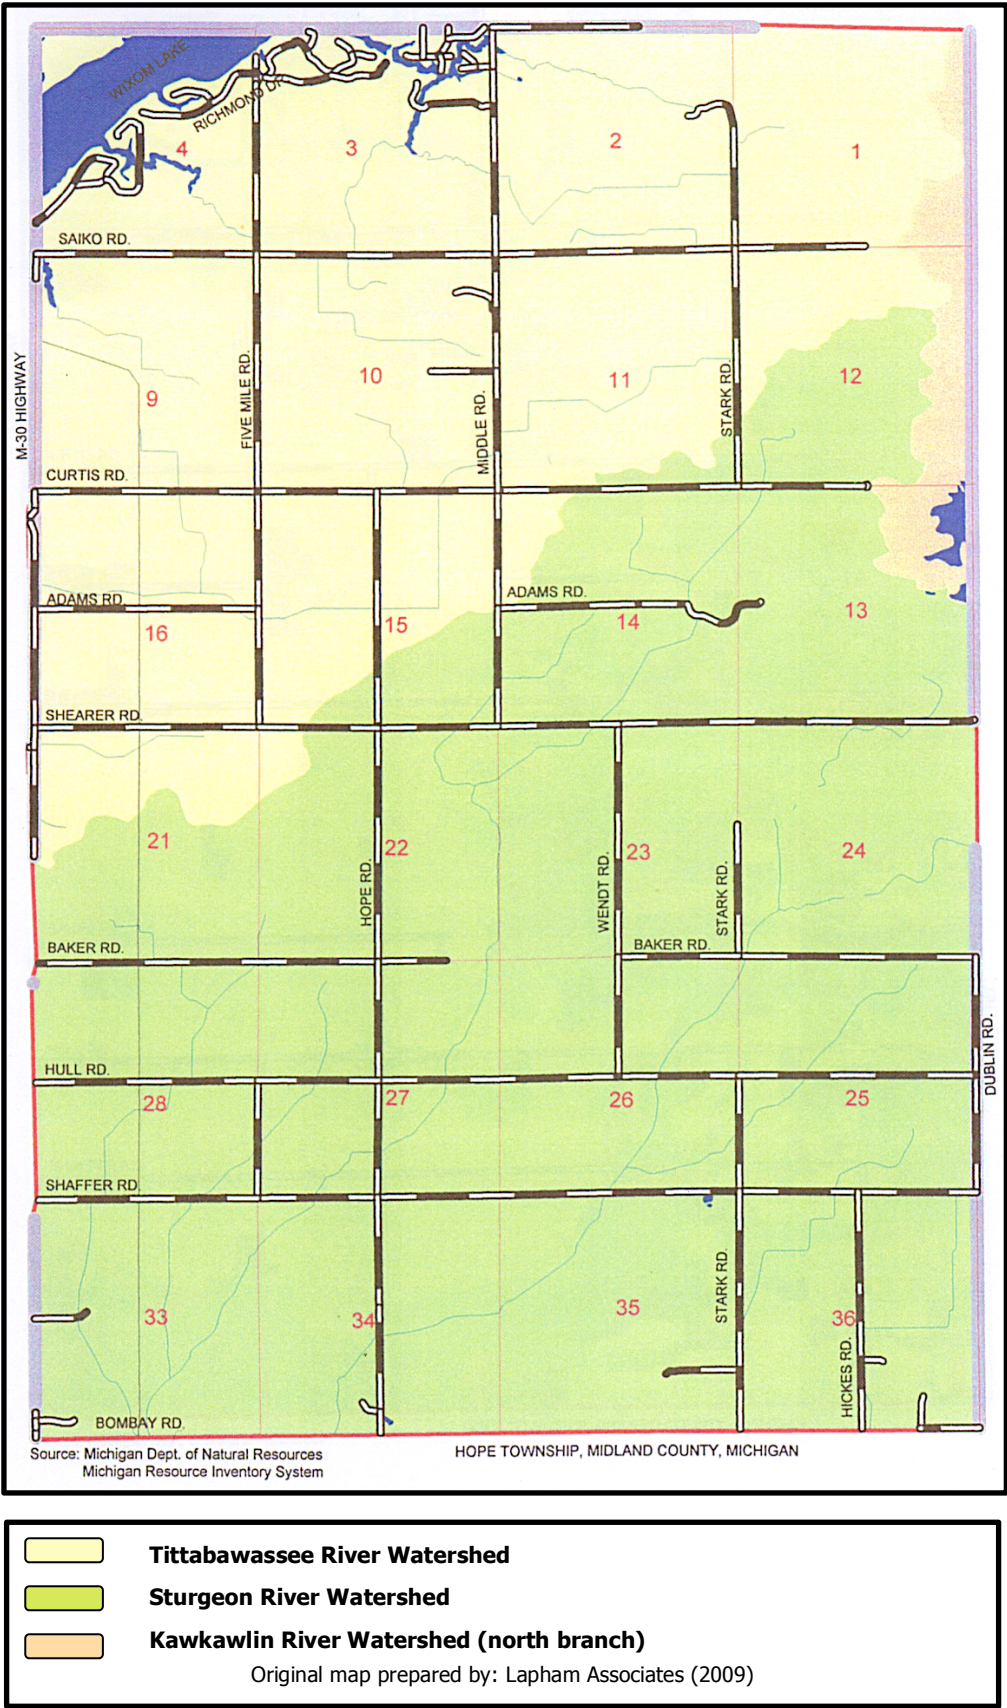 WIXOM LAKE
RICHMOND DR
4
3
2
1
SAIKO RD.
M-30 HIGHWAY
9
FIVE MILE RD.
10
MIDDLE RD.
11
STARK RD.
12
CURTIS RD.
ADAMS RD.
16
15
ADAMS RD.
14
13
SHEARER RD.
21
HOPE RD.
22
WENDT RD.
23
STARK RD.
24
BAKER RD.
BAKER RD.
DUBLIN RD.
HULL RD.
28
27
26
25
SHAFFER RD.
33
34
35
STARK RD.
36
HICKES RD.
BOMBAY RD.
Source: Michigan Dept. of Natural Resources
Michigan Resource Inventory System
HOPE TOWNSHIP, MIDLAND COUNTY, MICHIGAN
Tittabawassee River Watershed
Sturgeon River Watershed
Kawkawlin River Watershed (north branch)
Original map prepared by: Lapham Associates (2009)